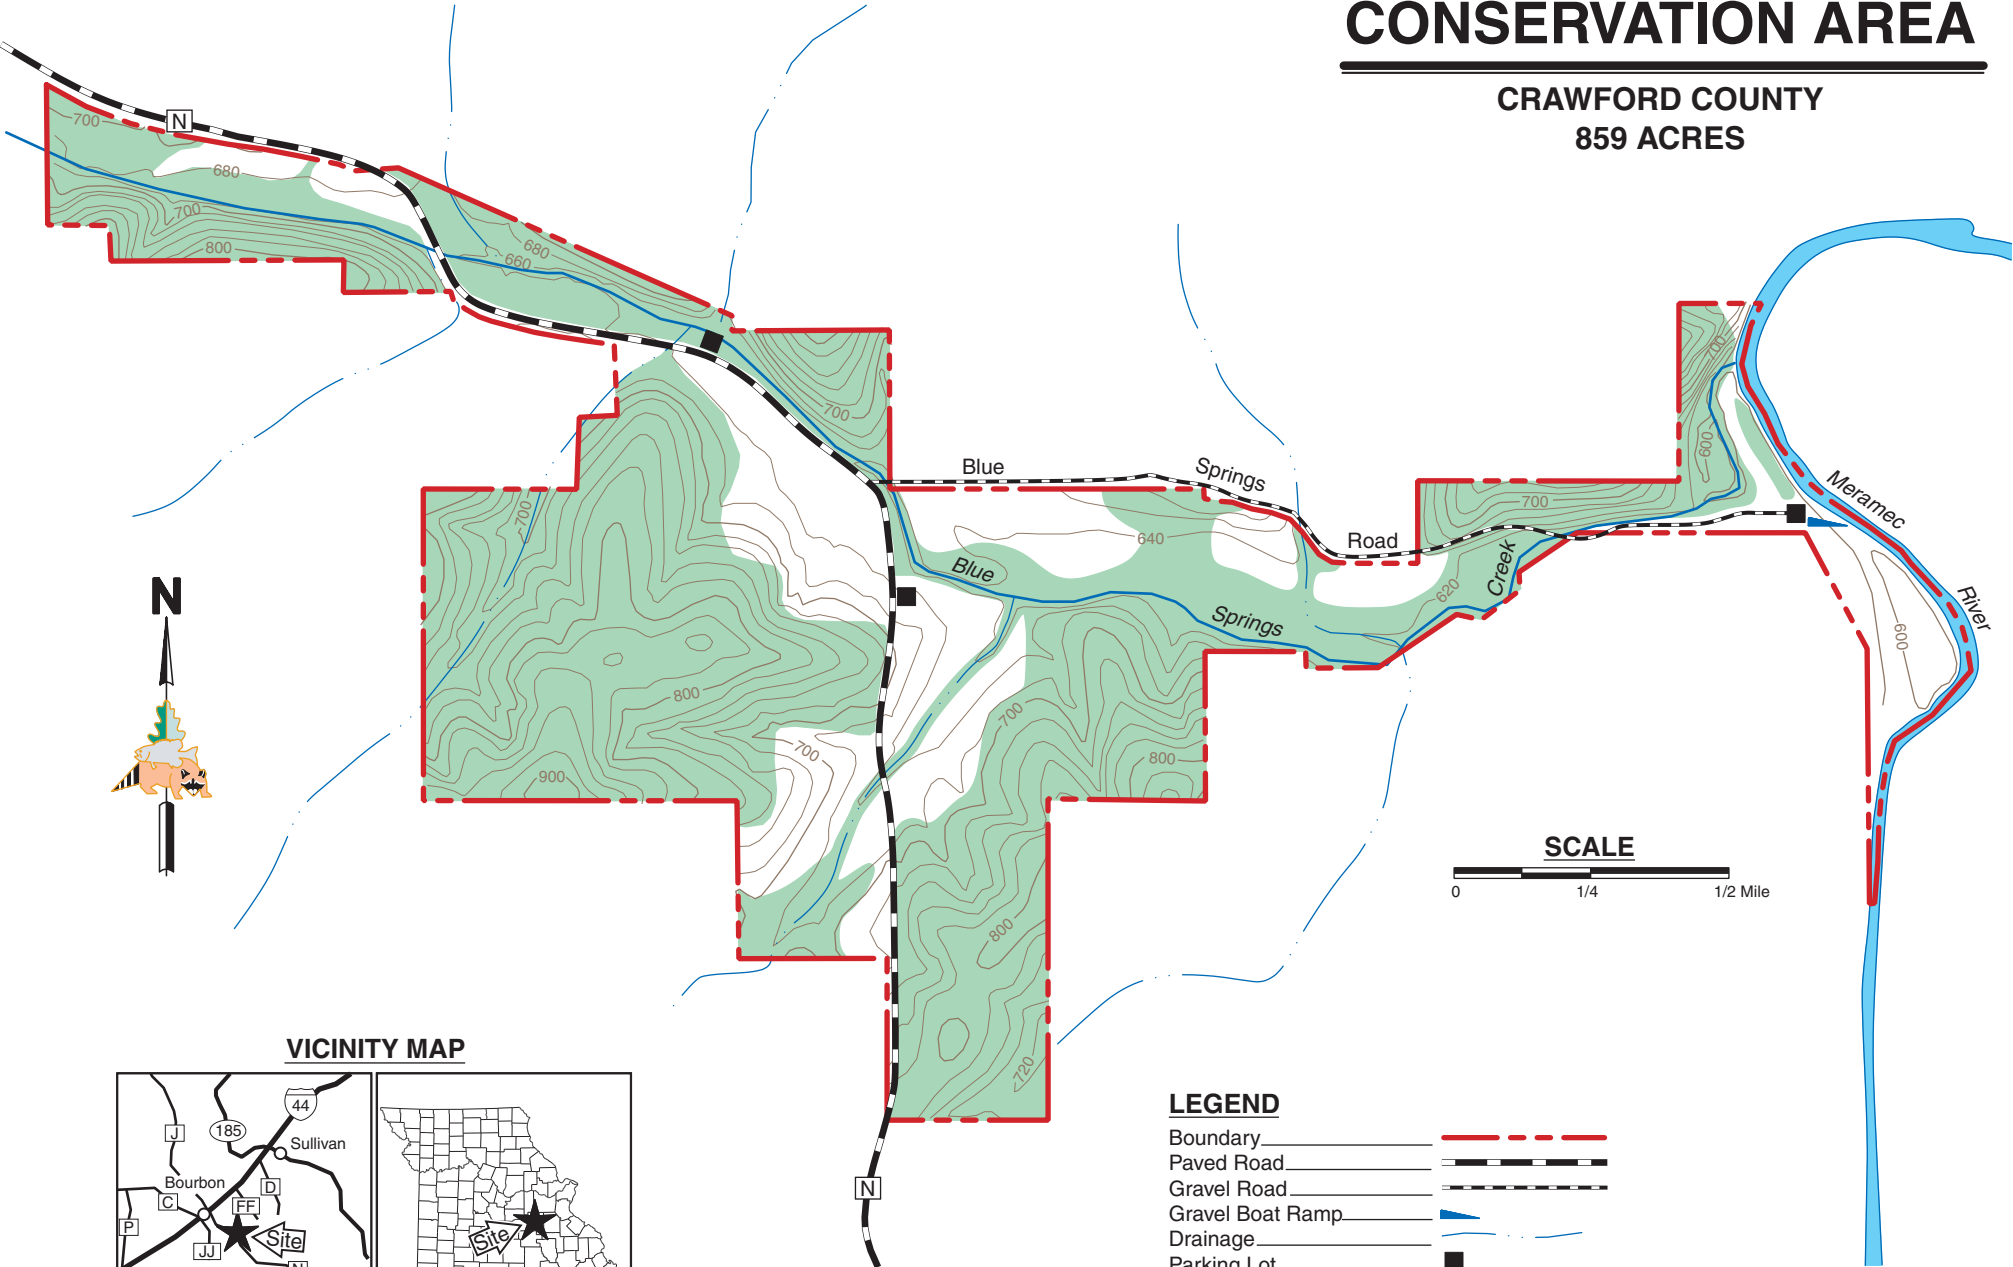 CONSERVATION AREA
CRAWFORD COUNTY
859 ACRES
N
700
680
700
800
680
660
700
Blue
Springs
Road
700
640
700
600
700
Meramec
River
600
Blue
Springs
Creek
620
N
800
700
900
700
800
800
720
SCALE
0 1/4 1/2 Mile
VICINITY MAP
44
J
185
Sullivan
Bourbon
C
D
FF
P
JJ
Site
Site
N
LEGEND
Boundary
Paved Road
Gravel Road
Gravel Boat Ramp
Drainage
Parking Lot